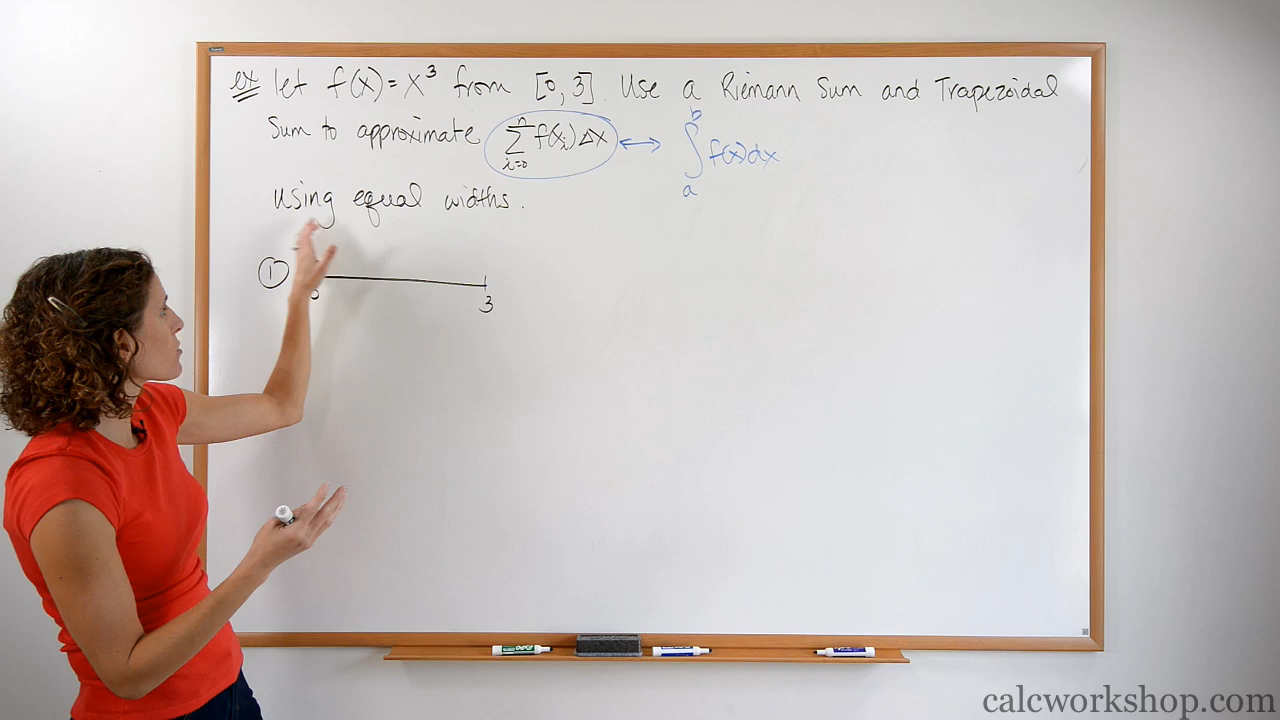 ex let f(x) = x³ from [0, 3]. Use a Riemann Sum and Trapezoidal
Sum to approximate n∑i=0 f(xᵢ)Δx ↔ ∫ₐᵇ f(x)dx
using equal widths.
① 0 3
calcworkshop.com